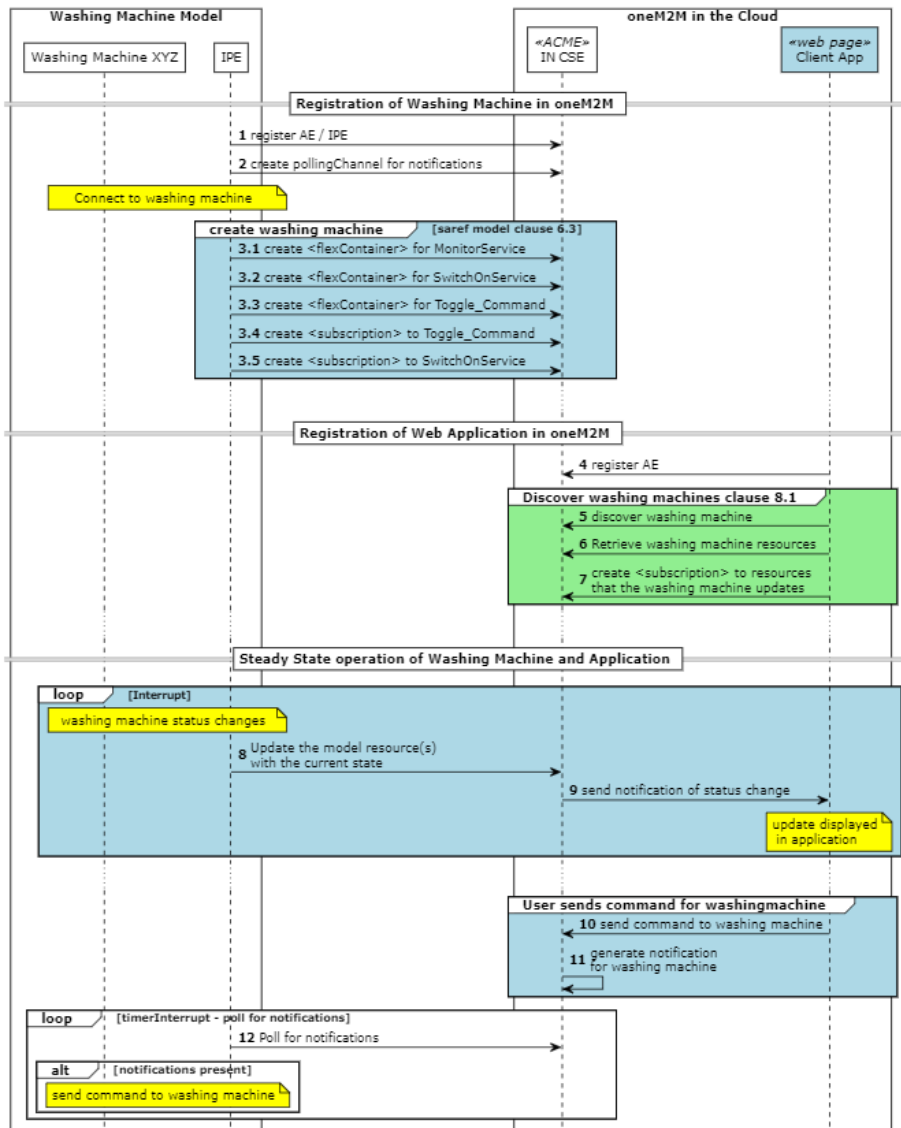 Washing Machine Model
oneM2M in the Cloud
Washing Machine XYZ
IPE
«ACME»
IN CSE
«web page»
Client App
Registration of Washing Machine in oneM2M
1 register AE / IPE
2 create pollingChannel for notifications
Connect to washing machine
create washing machine [saref model clause 6.3]
3.1 create <flexContainer> for MonitorService
3.2 create <flexContainer> for SwitchOnService
3.3 create <flexContainer> for Toggle_Command
3.4 create <subscription> to Toggle_Command
3.5 create <subscription> to SwitchOnService
Registration of Web Application in oneM2M
4 register AE
Discover washing machines clause 8.1
5 discover washing machine
6 Retrieve washing machine resources
7 create <subscription> to resources
that the washing machine updates
Steady State operation of Washing Machine and Application
loop [Interrupt]
washing machine status changes
8 Update the model resource(s)
with the current state
9 send notification of status change
update displayed
in application
User sends command for washingmachine
10 send command to washing machine
11 generate notification
for washing machine
loop [timerInterrupt - poll for notifications]
12 Poll for notifications
alt [notifications present]
send command to washing machine